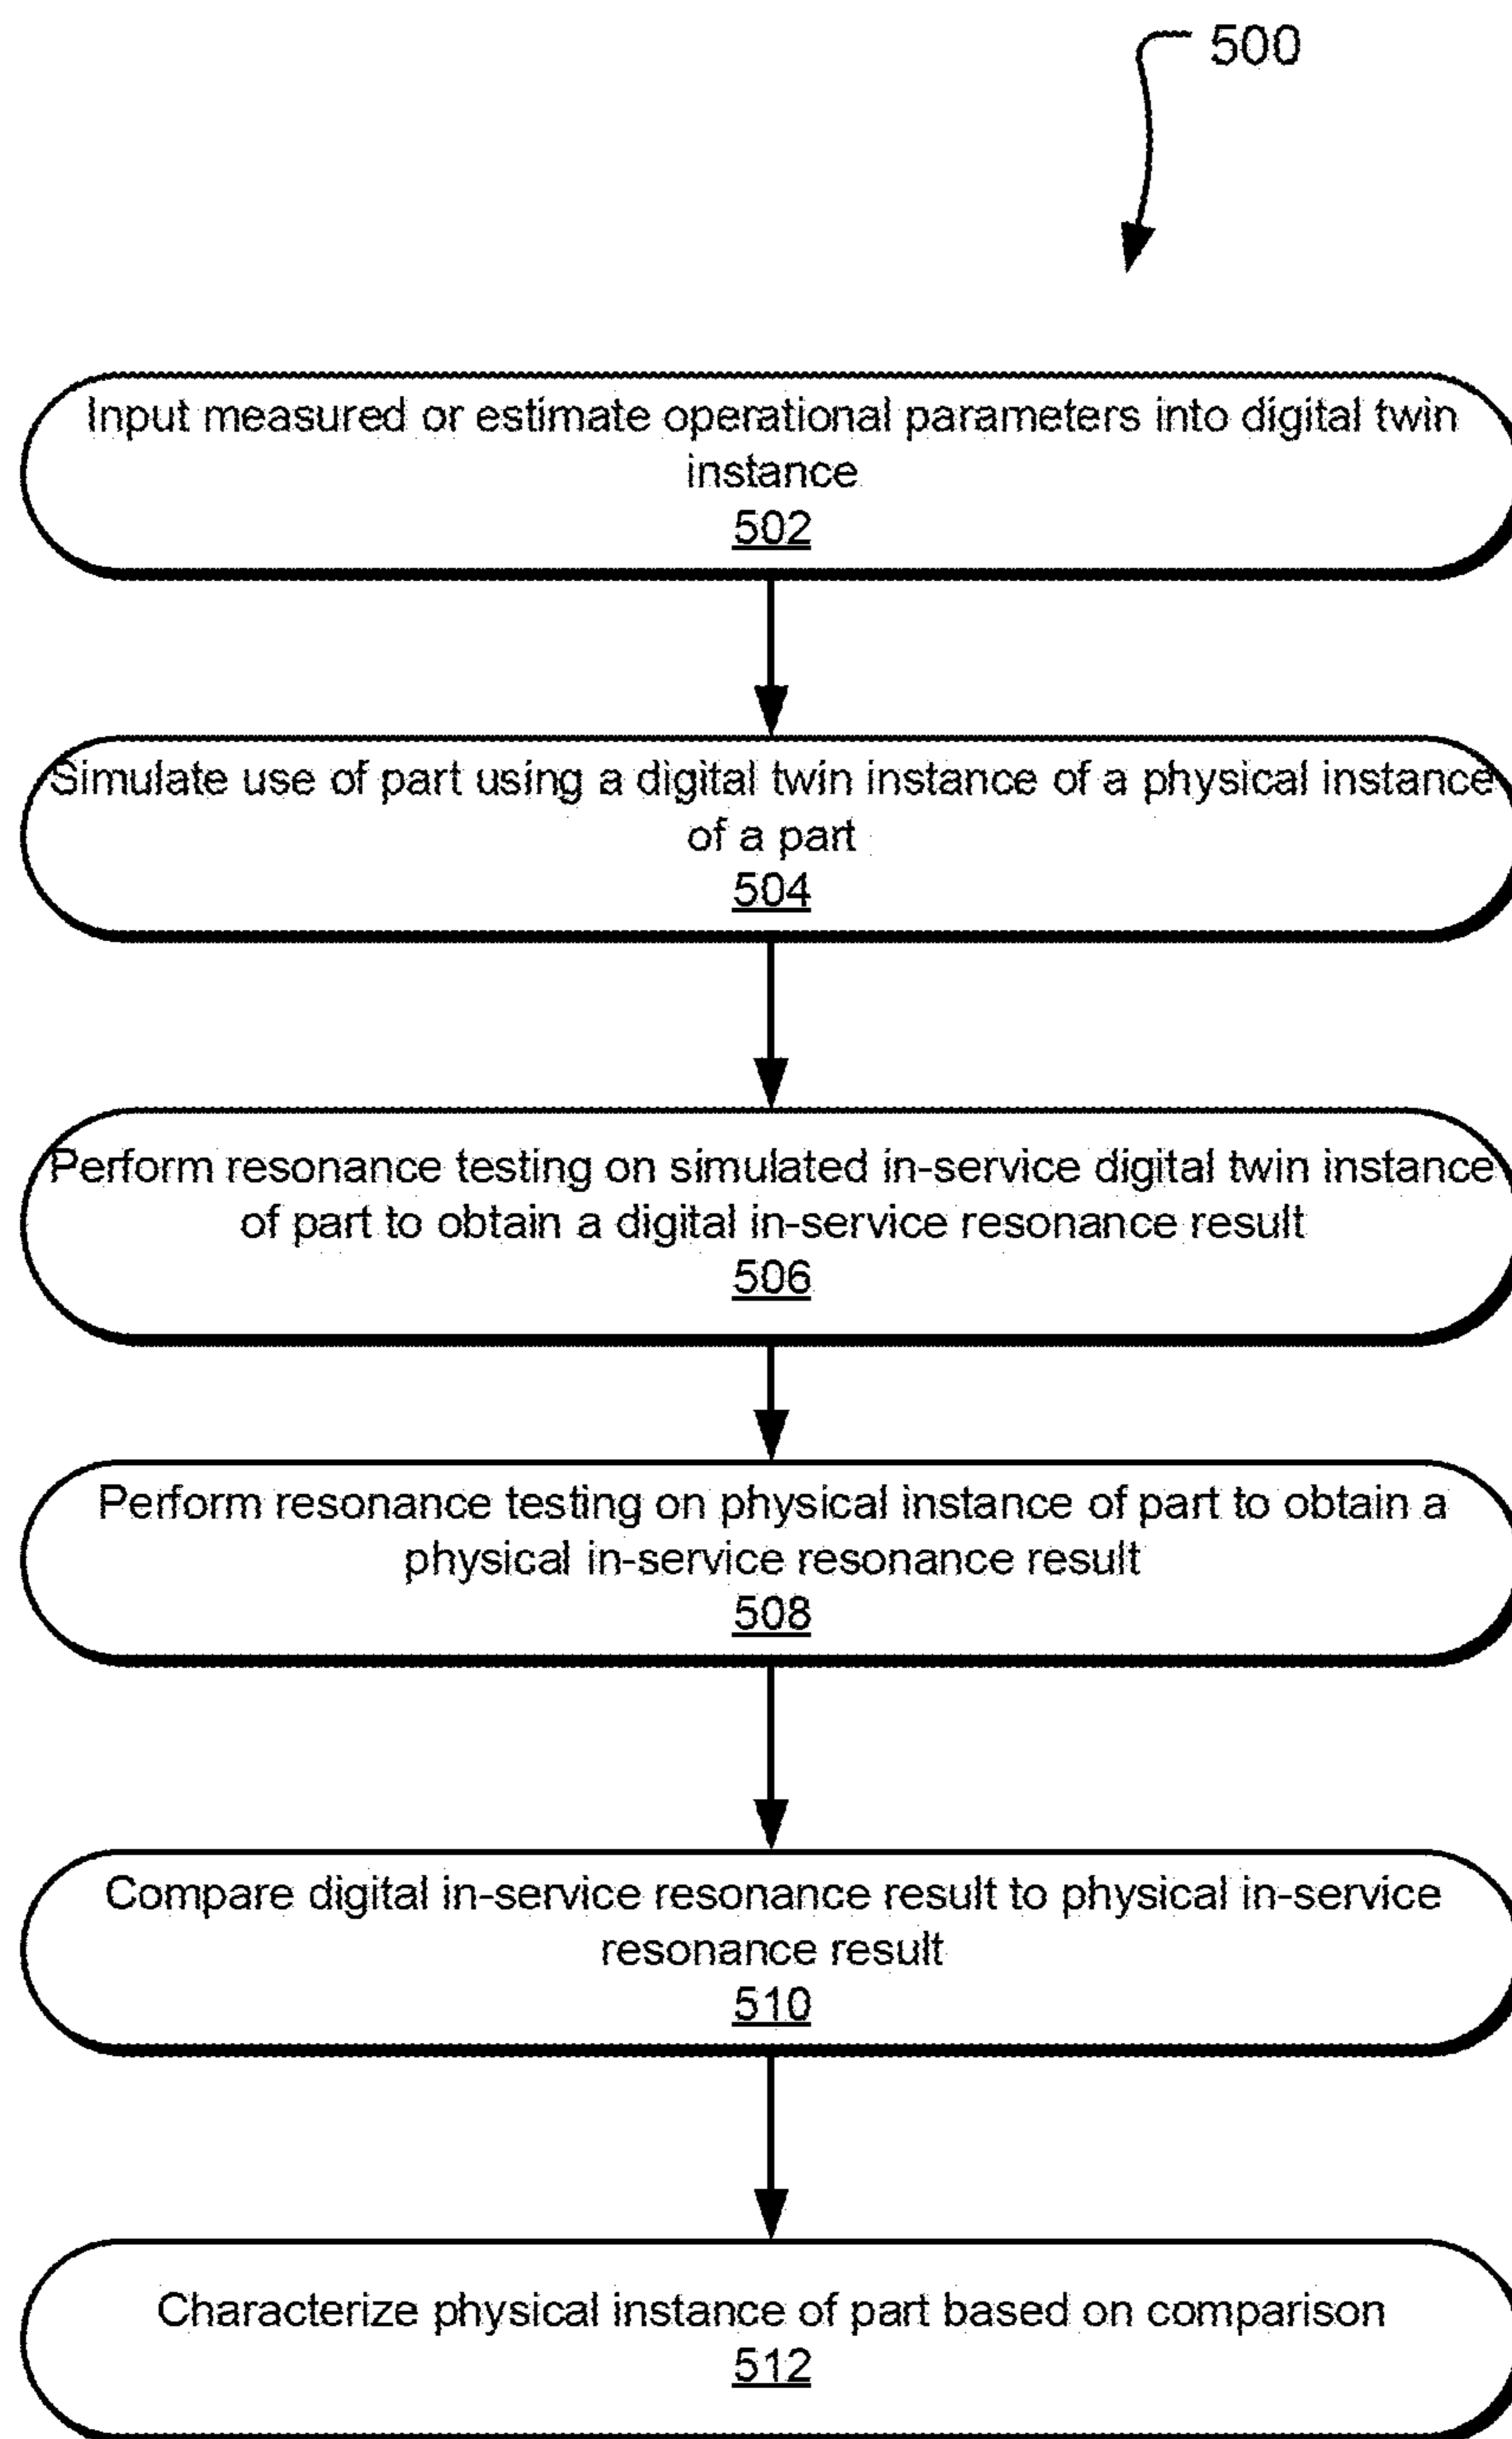 500
Input measured or estimate operational parameters into digital twin
instance
502
Simulate use of part using a digital twin instance of a physical instance
of a part
504
Perform resonance testing on simulated in-service digital twin instance
of part to obtain a digital in-service resonance result
506
Perform resonance testing on physical instance of part to obtain a
physical in-service resonance result
508
Compare digital in-service resonance result to physical in-service
resonance result
510
Characterize physical instance of part based on comparison
512